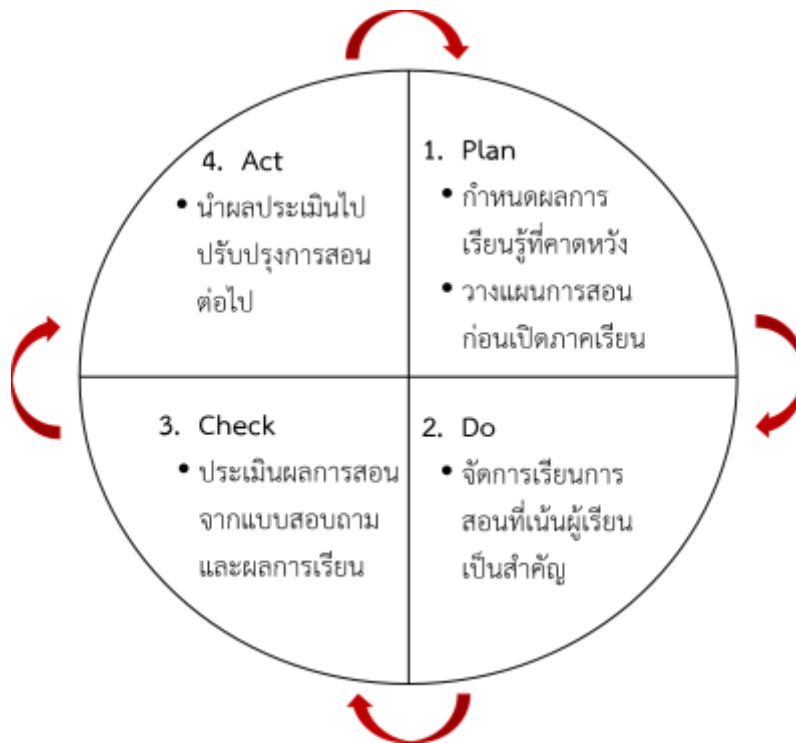 1. Plan
• กำหนดผลการ
เรียนรู้ที่คาดหวัง
• วางแผนการสอน
ก่อนเปิดภาคเรียน
2. Do
• จัดการเรียนการ
สอนที่เน้นผู้เรียน
เป็นสำคัญ
3. Check
• ประเมินผลการสอน
จากแบบสอบถาม
และผลการเรียน
4. Act
• นำผลประเมินไป
ปรับปรุงการสอน
ต่อไป